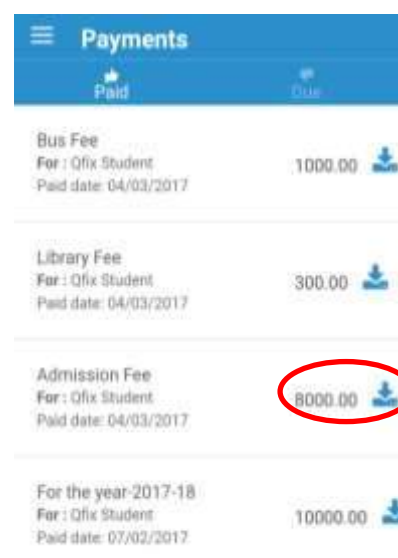 Payments
Paid
Due
Bus Fee
For : Qfix Student
Paid date: 04/03/2017
1000.00
Library Fee
For : Qfix Student
Paid date: 04/03/2017
300.00
Admission Fee
For : Qfix Student
Paid date: 04/03/2017
8000.00
For the year-2017-18
For : Qfix Student
Paid date: 07/02/2017
10000.00